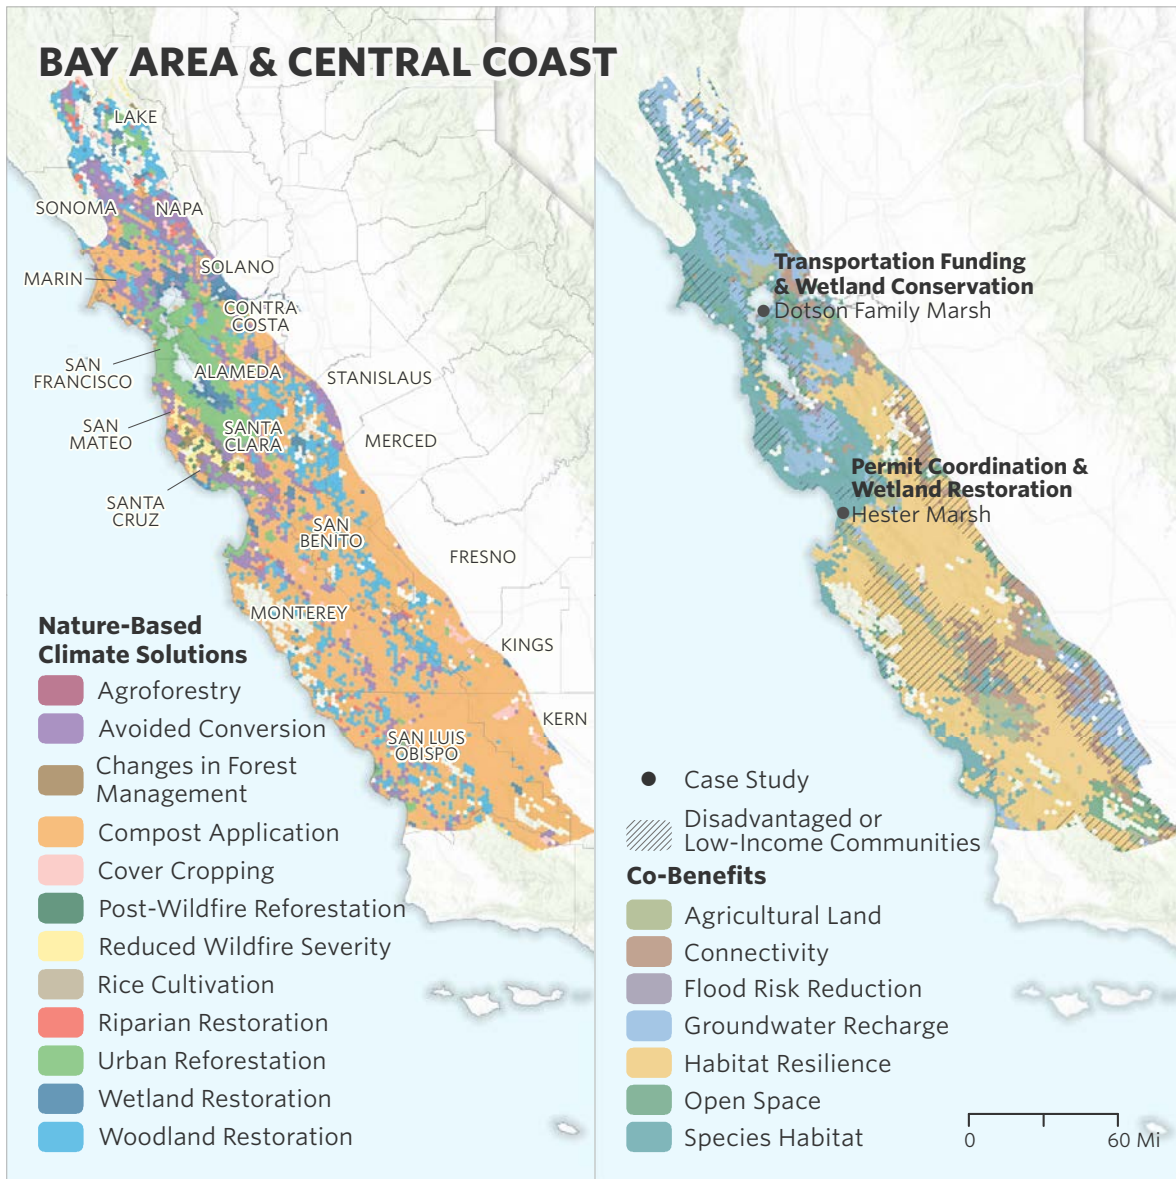 BAY AREA & CENTRAL COAST
LAKE
SONOMA
NAPA
MARIN
SOLANO
CONTRA
COSTA
SAN
FRANCISCO
ALAMEDA
STANISLAUS
SAN
MATEO
SANTA
CLARA
MERCED
SANTA
CRUZ
SAN
BENITO
FRESNO
MONTEREY
KINGS
KERN
SAN LUIS
OBISPO
Nature-Based
Climate Solutions
Agroforestry
Avoided Conversion
Changes in Forest
Management
Compost Application
Cover Cropping
Post-Wildfire Reforestation
Reduced Wildfire Severity
Rice Cultivation
Riparian Restoration
Urban Reforestation
Wetland Restoration
Woodland Restoration
Transportation Funding
& Wetland Conservation
Dotson Family Marsh
Permit Coordination &
Wetland Restoration
Hester Marsh
Case Study
Disadvantaged or
Low-Income Communities
Co-Benefits
Agricultural Land
Connectivity
Flood Risk Reduction
Groundwater Recharge
Habitat Resilience
Open Space
Species Habitat
0 60 Mi